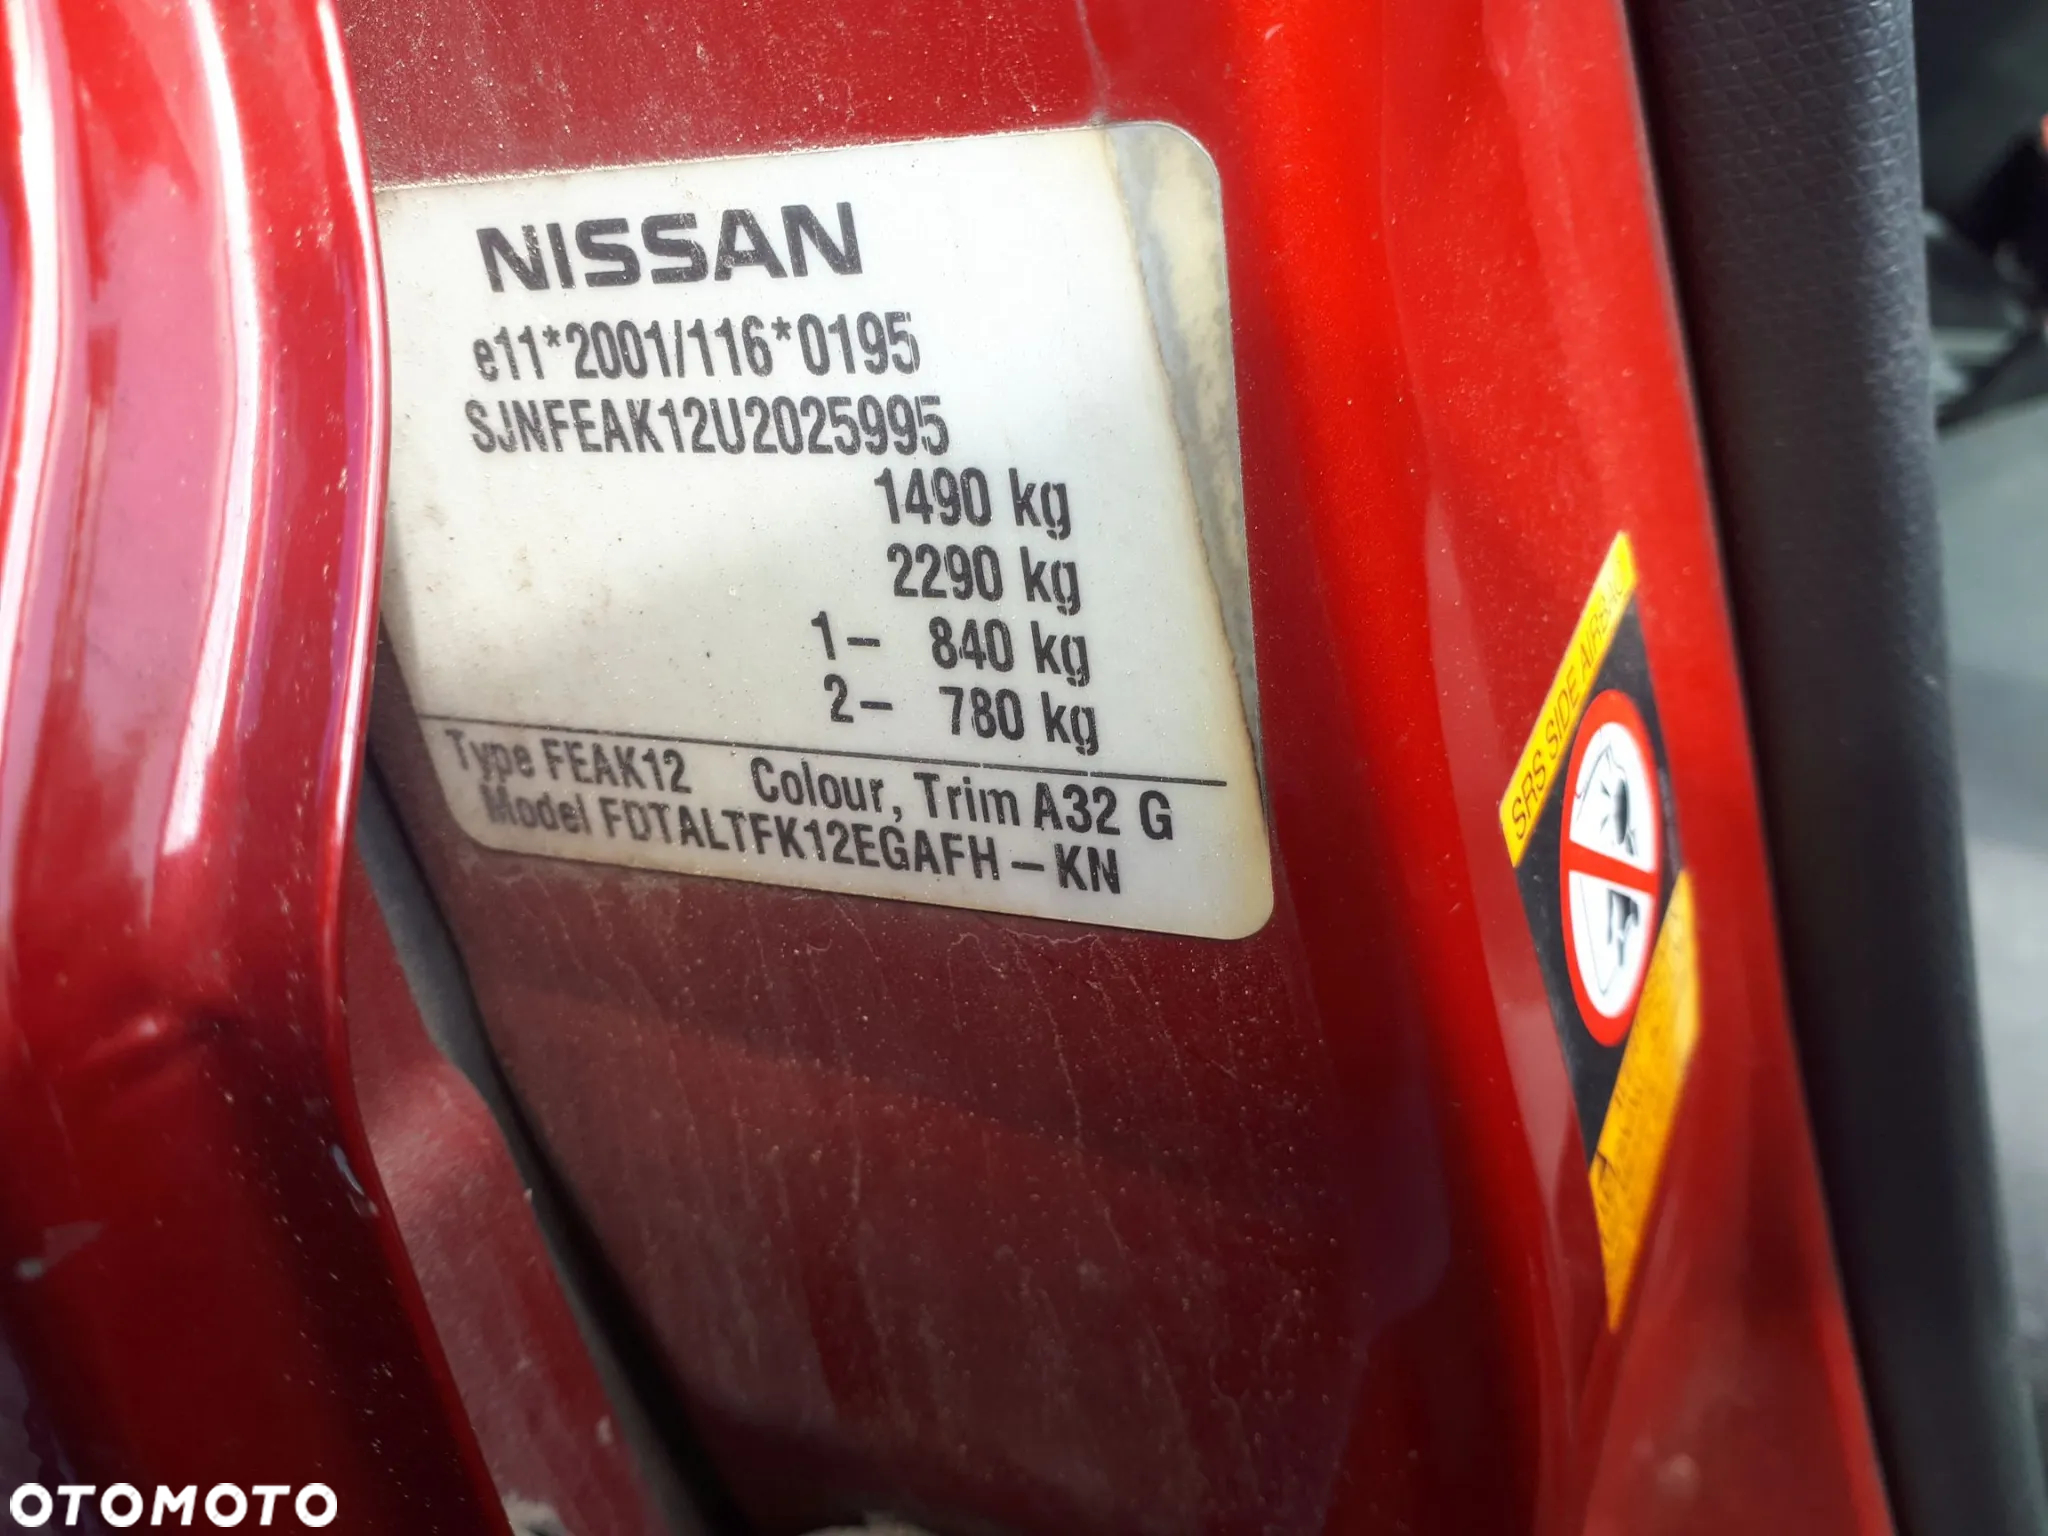 NISSAN
e11*2001/116*0195
SJNFEAK12U2025995
1490 kg
2290 kg
1– 840 kg
2– 780 kg
Type FEAK12 Colour, Trim A32 G
Model FDTALTFK12EGAFH – KN
SRS SIDE AIRBAG
OTOMOTO